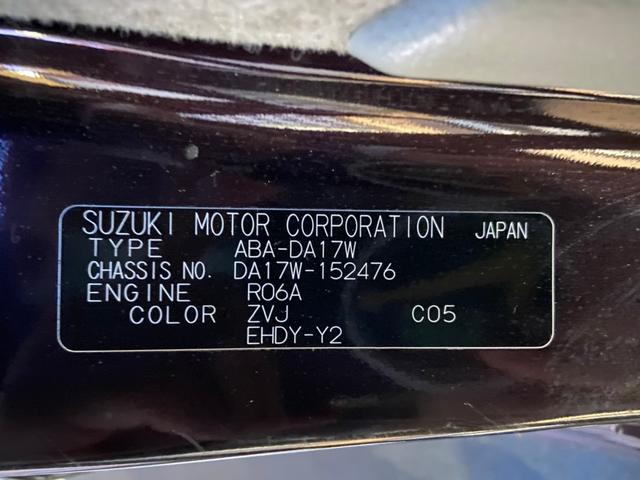 SUZUKI MOTOR CORPORATION JAPAN
TYPE ABA-DA17W
CHASSIS NO. DA17W-152476
ENGINE R06A
COLOR ZVJ C05
EHDY-Y2